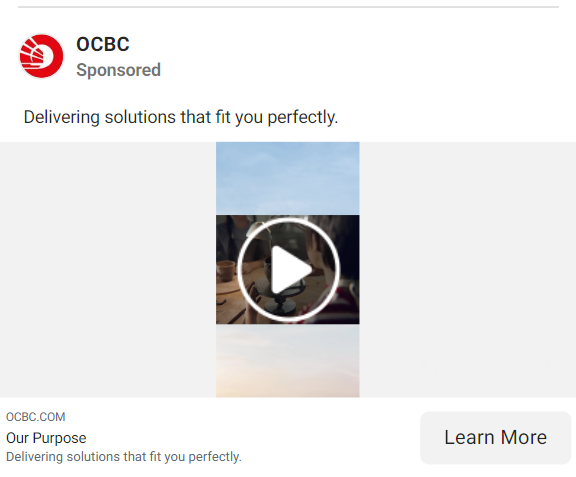 OCBC
Sponsored
Delivering solutions that fit you perfectly.
OCBC.COM
Our Purpose
Delivering solutions that fit you perfectly.
Learn More